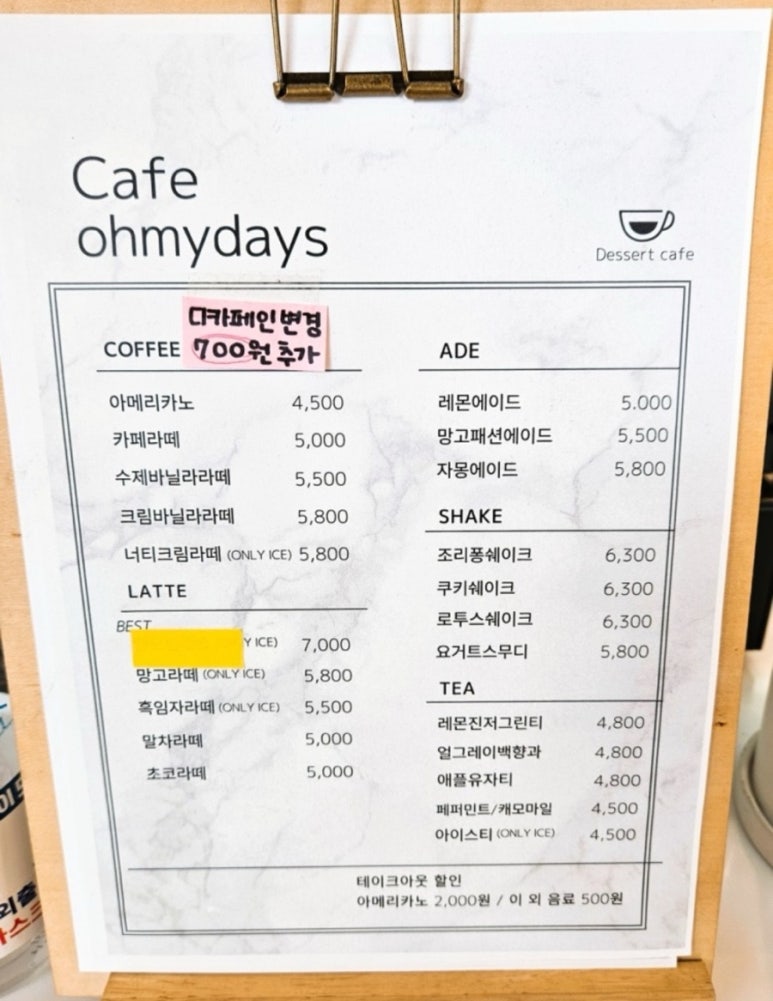 Cafe
ohmydays
Dessert cafe
디카페인 변경
700원 추가
COFFEE
아메리카노 4,500
카페라떼 5,000
수제바닐라라떼 5,500
크림바닐라라떼 5,800
너티크림라떼 (ONLY ICE) 5,800
LATTE
BEST
Y ICE) 7,000
망고라떼 (ONLY ICE) 5,800
흑임자라떼 (ONLY ICE) 5,500
말차라떼 5,000
초코라떼 5,000
ADE
레몬에이드 5.000
망고패션에이드 5,500
자몽에이드 5,800
SHAKE
조리퐁쉐이크 6,300
쿠키쉐이크 6,300
로투스쉐이크 6,300
요거트스무디 5,800
TEA
레몬진저그린티 4,800
얼그레이백향과 4,800
애플유자티 4,800
페퍼민트/캐모마일 4,500
아이스티 (ONLY ICE) 4,500
테이크아웃 할인
아메리카노 2,000원 / 이 외 음료 500원